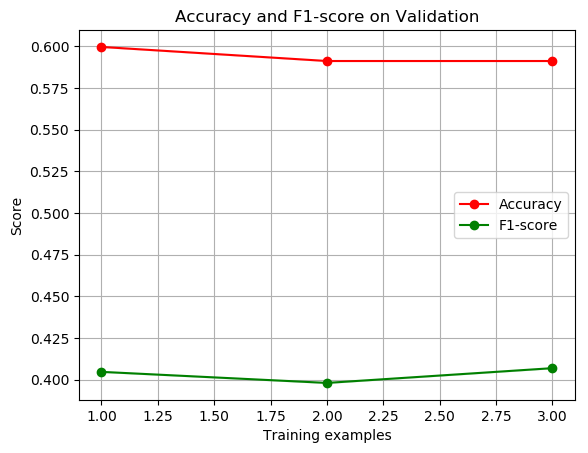 Accuracy and F1-score on Validation
0.600
0.575
0.550
0.525
0.500
0.475
0.450
0.425
0.400
Score
Accuracy
F1-score
1.00 1.25 1.50 1.75 2.00 2.25 2.50 2.75 3.00
Training examples